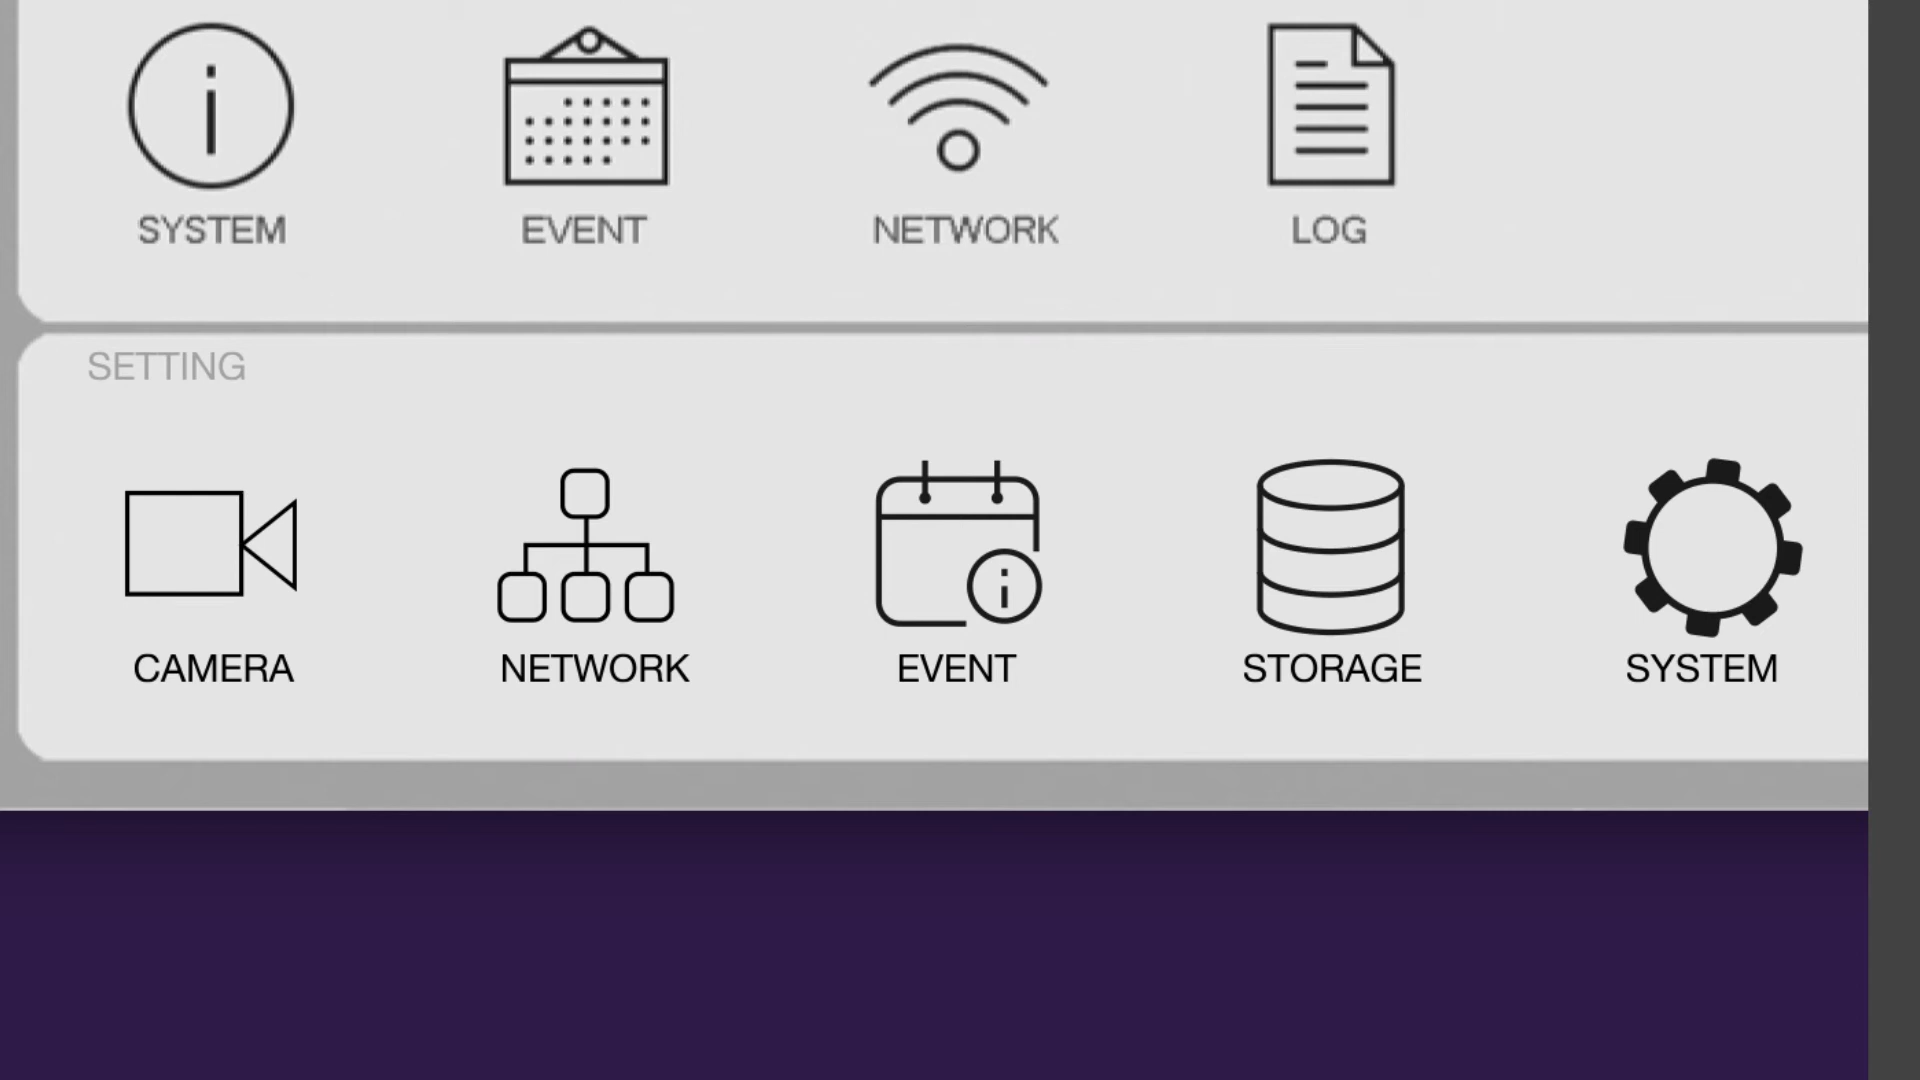 SYSTEM EVENT NETWORK LOG
SETTING
CAMERA NETWORK EVENT STORAGE SYSTEM